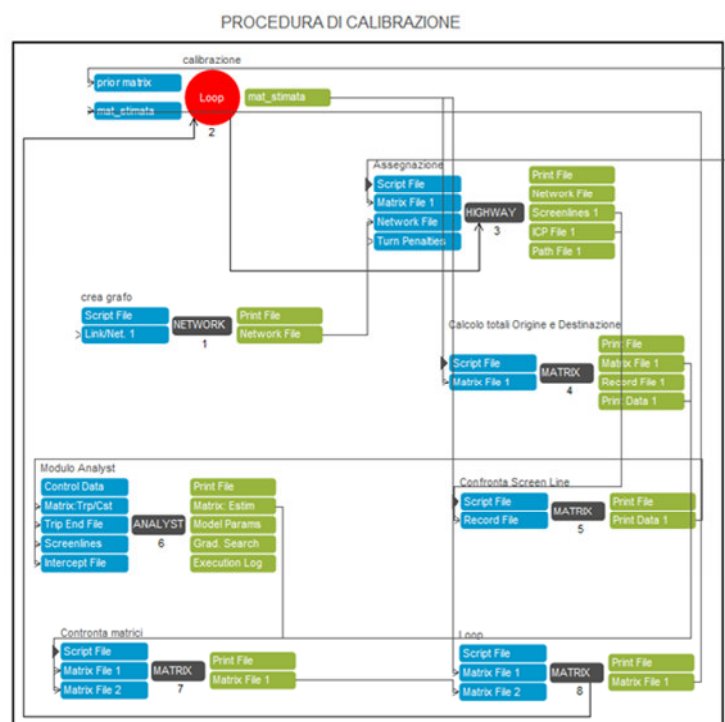 PROCEDURA DI CALIBRAZIONE
calibrazione
prior matrix
mat_stimata
Loop
mat_stimata
2
Assegnazione
Script File
Matrix File 1
Network File
Turn Penalties
HIGHWAY
3
Print File
Network File
Screenlines 1
ICP File 1
Path File 1
crea grafo
Script File
Link/Net. 1
NETWORK
1
Print File
Network File
Calcolo totali Origine e Destinazione
Script File
Matrix File 1
MATRIX
4
Print File
Matrix File 1
Record File 1
Print Data 1
Modulo Analyst
Control Data
Matrix:Trp/Cst
Trip End File
Screenlines
Intercept File
ANALYST
6
Print File
Matrix: Estim
Model Params
Grad. Search
Execution Log
Confronta Screen Line
Script File
Record File
MATRIX
5
Print File
Print Data 1
Confronta matrici
Script File
Matrix File 1
Matrix File 2
MATRIX
7
Print File
Matrix File 1
Loop
Script File
Matrix File 1
Matrix File 2
MATRIX
8
Print File
Matrix File 1